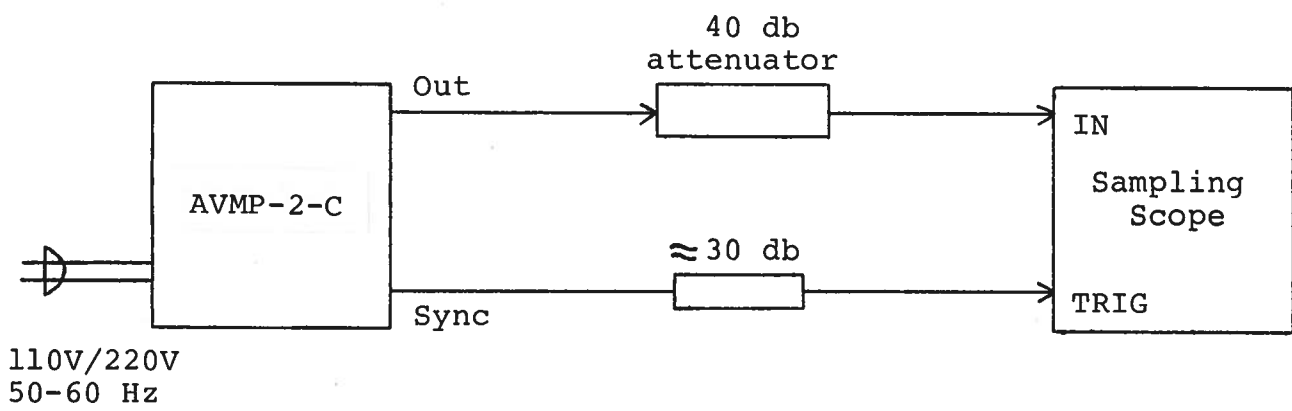 40 db
attenuator
Out
IN
AVMP-2-C
Sampling
Scope
≈ 30 db
Sync
TRIG
110V/220V
50-60 Hz